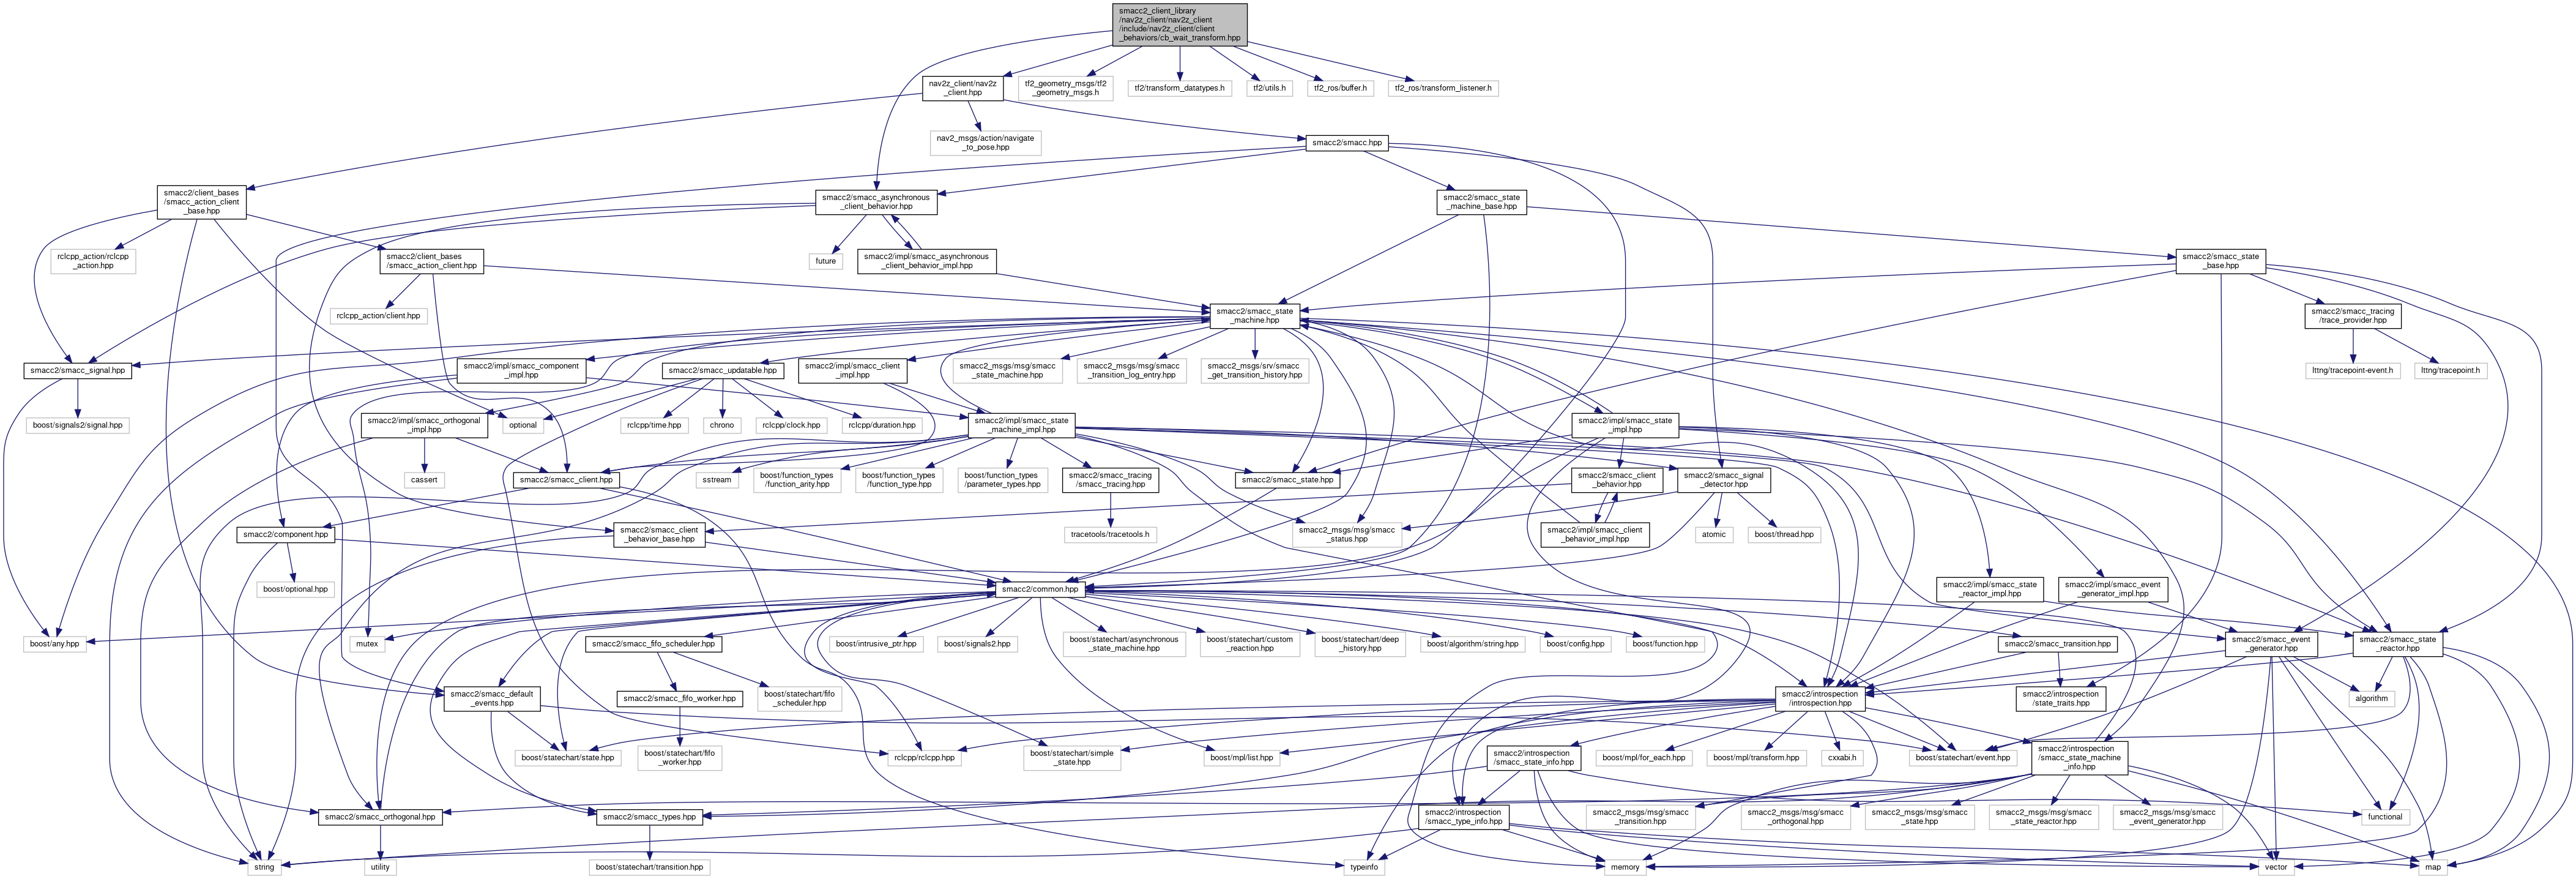 smacc2_client_library
/nav2z_client/nav2z_client
/include/nav2z_client/client
_behaviors/cb_wait_transform.hpp
nav2z_client/nav2z
_client.hpp
tf2_geometry_msgs/tf2
_geometry_msgs.h
tf2/transform_datatypes.h
tf2/utils.h
tf2_ros/buffer.h
tf2_ros/transform_listener.h
nav2_msgs/action/navigate
_to_pose.hpp
smacc2/smacc.hpp
smacc2/client_bases
/smacc_action_client
_base.hpp
smacc2/smacc_asynchronous
_client_behavior.hpp
smacc2/smacc_state
_machine_base.hpp
rclcpp_action/rclcpp
_action.hpp
smacc2/client_bases
/smacc_action_client.hpp
future
smacc2/impl/smacc_asynchronous
_client_behavior_impl.hpp
smacc2/smacc_state
_base.hpp
rclcpp_action/client.hpp
smacc2/smacc_state
_machine.hpp
smacc2/smacc_tracing
/trace_provider.hpp
smacc2/smacc_signal.hpp
smacc2/impl/smacc_component
_impl.hpp
smacc2/smacc_updatable.hpp
smacc2/impl/smacc_client
_impl.hpp
smacc2_msgs/msg/smacc
_state_machine.hpp
smacc2_msgs/msg/smacc
_transition_log_entry.hpp
smacc2_msgs/srv/smacc
_get_transition_history.hpp
lttng/tracepoint-event.h
lttng/tracepoint.h
boost/signals2/signal.hpp
smacc2/impl/smacc_orthogonal
_impl.hpp
optional
rclcpp/time.hpp
chrono
rclcpp/clock.hpp
rclcpp/duration.hpp
smacc2/impl/smacc_state
_machine_impl.hpp
smacc2/impl/smacc_state
_impl.hpp
cassert
smacc2/smacc_client.hpp
sstream
boost/function_types
/function_arity.hpp
boost/function_types
/function_type.hpp
boost/function_types
/parameter_types.hpp
smacc2/smacc_tracing
/smacc_tracing.hpp
smacc2/smacc_state.hpp
smacc2/smacc_client
_behavior.hpp
smacc2/smacc_signal
_detector.hpp
smacc2/component.hpp
smacc2/smacc_client
_behavior_base.hpp
tracetools/tracetools.h
smacc2_msgs/msg/smacc
_status.hpp
smacc2/impl/smacc_client
_behavior_impl.hpp
atomic
boost/thread.hpp
boost/optional.hpp
smacc2/common.hpp
smacc2/impl/smacc_state
_reactor_impl.hpp
smacc2/impl/smacc_event
_generator_impl.hpp
boost/any.hpp
mutex
smacc2/smacc_fifo_scheduler.hpp
boost/intrusive_ptr.hpp
boost/signals2.hpp
boost/statechart/asynchronous
_state_machine.hpp
boost/statechart/custom
_reaction.hpp
boost/statechart/deep
_history.hpp
boost/algorithm/string.hpp
boost/config.hpp
boost/function.hpp
smacc2/smacc_transition.hpp
smacc2/smacc_event
_generator.hpp
smacc2/smacc_state
_reactor.hpp
smacc2/smacc_default
_events.hpp
smacc2/smacc_fifo_worker.hpp
boost/statechart/fifo
_scheduler.hpp
smacc2/introspection
/introspection.hpp
smacc2/introspection
/state_traits.hpp
algorithm
boost/statechart/state.hpp
boost/statechart/fifo
_worker.hpp
rclcpp/rclcpp.hpp
boost/statechart/simple
_state.hpp
boost/mpl/list.hpp
smacc2/introspection
/smacc_state_info.hpp
boost/mpl/for_each.hpp
boost/mpl/transform.hpp
cxxabi.h
boost/statechart/event.hpp
smacc2/introspection
/smacc_state_machine
_info.hpp
smacc2/smacc_orthogonal.hpp
smacc2/smacc_types.hpp
smacc2/introspection
/smacc_type_info.hpp
smacc2_msgs/msg/smacc
_transition.hpp
smacc2_msgs/msg/smacc
_orthogonal.hpp
smacc2_msgs/msg/smacc
_state.hpp
smacc2_msgs/msg/smacc
_state_reactor.hpp
smacc2_msgs/msg/smacc
_event_generator.hpp
functional
string
utility
boost/statechart/transition.hpp
typeinfo
memory
vector
map